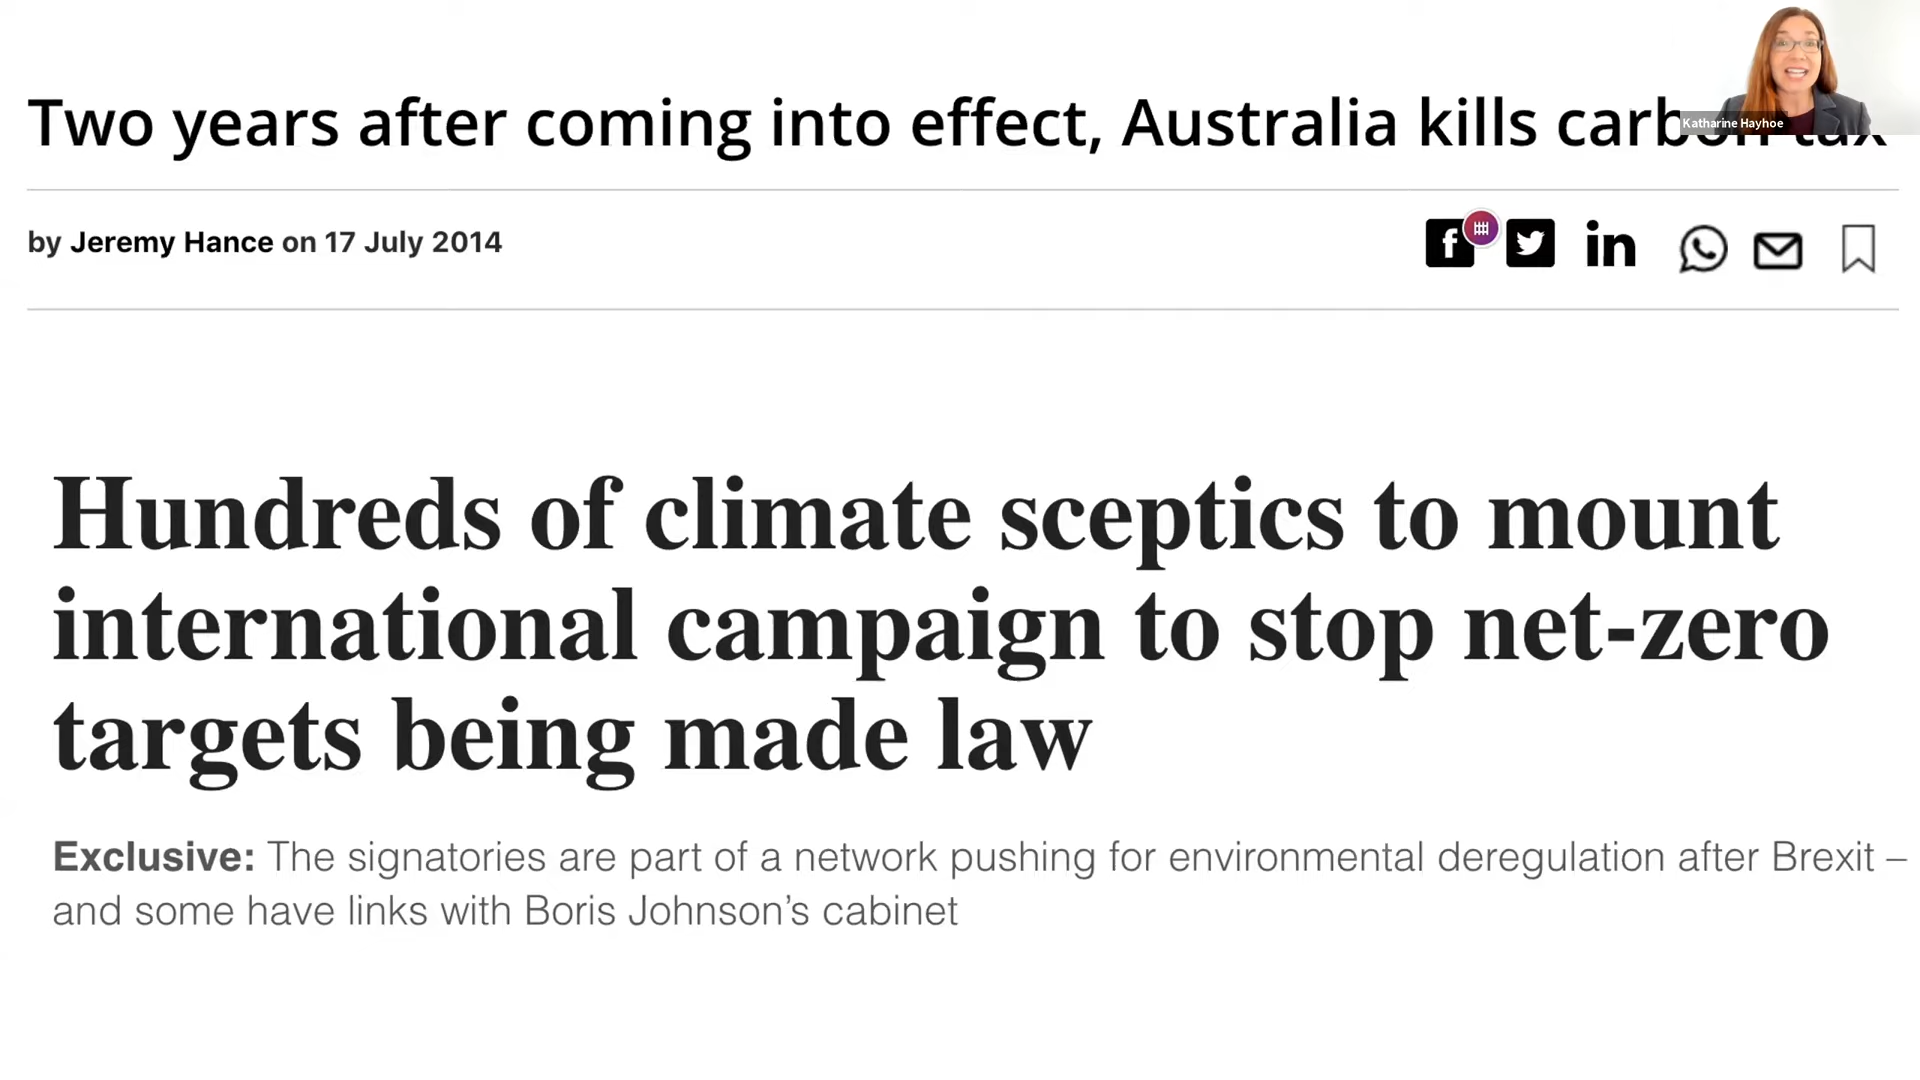 Katharine Hayhoe
Two years after coming into effect, Australia kills carbon tax
by Jeremy Hance on 17 July 2014
Hundreds of climate sceptics to mount
international campaign to stop net-zero
targets being made law
Exclusive: The signatories are part of a network pushing for environmental deregulation after Brexit –
and some have links with Boris Johnson's cabinet